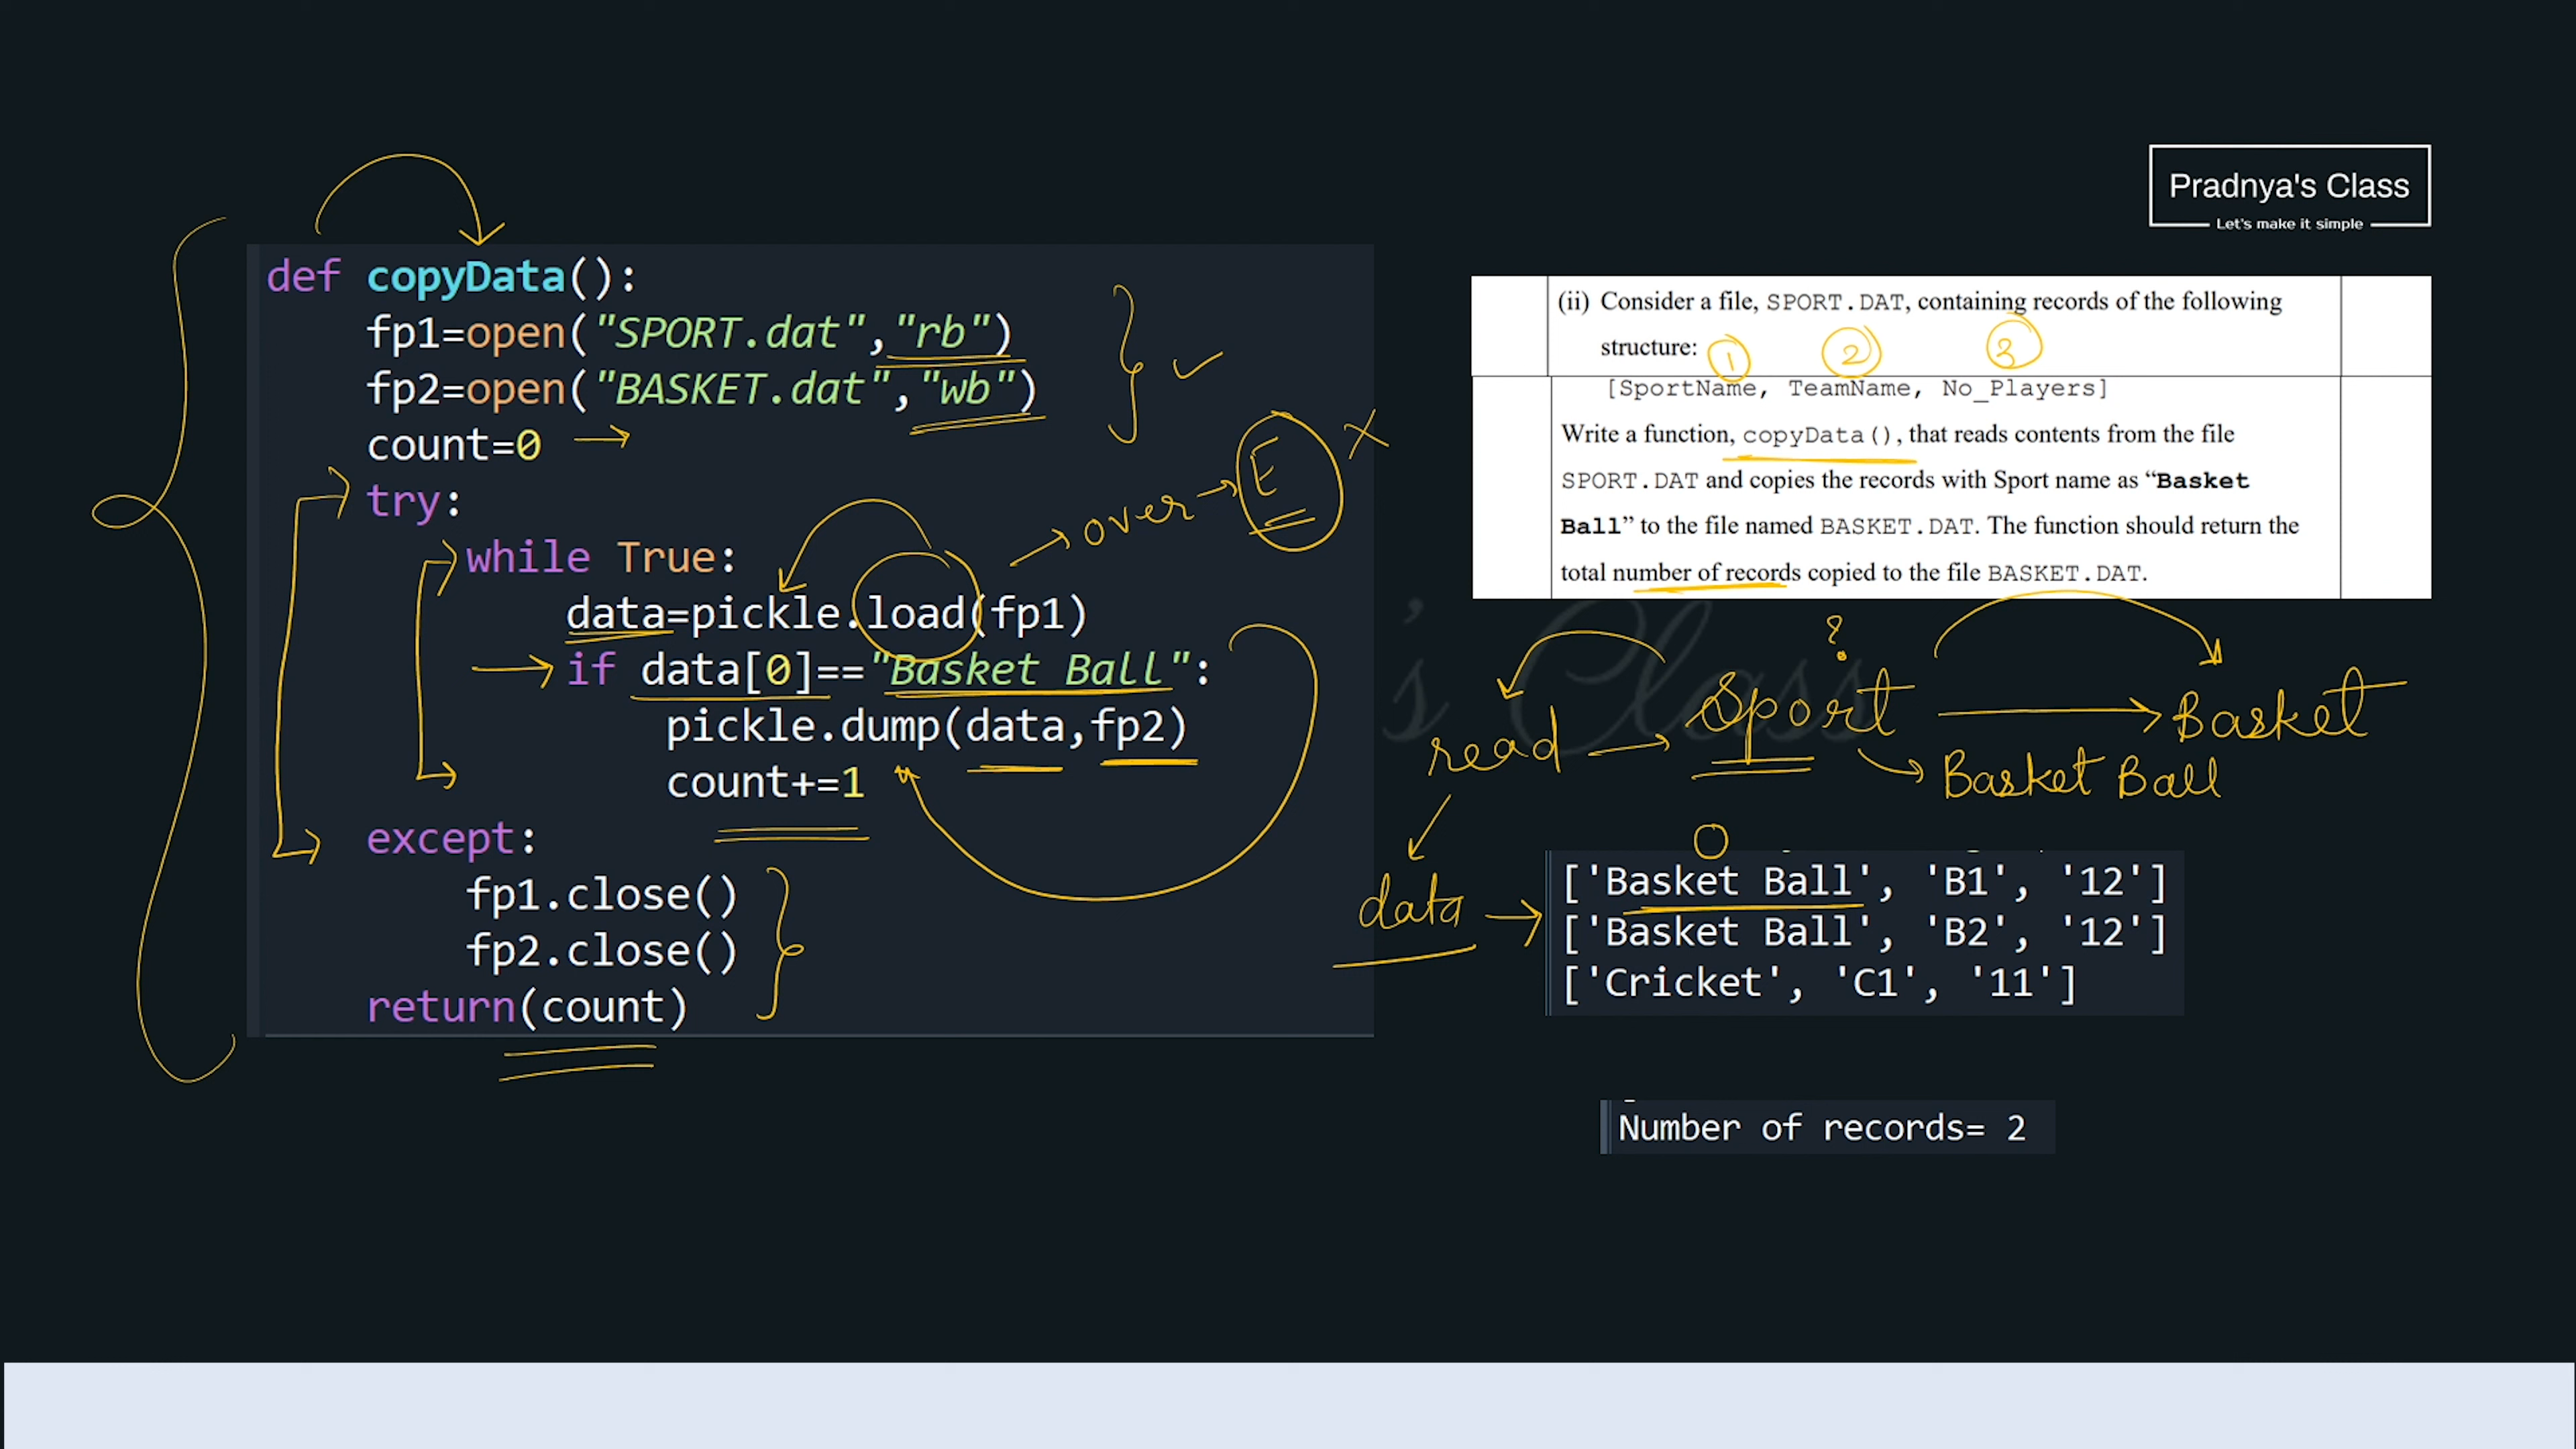 Pradnya's Class
Let's make it simple
def copyData():
fp1=open("SPORT.dat","rb")
fp2=open("BASKET.dat","wb")
count=0
try:
while True:
data=pickle.load(fp1)
if data[0]=="Basket Ball":
pickle.dump(data,fp2)
count+=1
except:
fp1.close()
fp2.close()
return(count)
over
E
(ii) Consider a file, SPORT.DAT, containing records of the following
structure:
1 2 3
[SportName, TeamName, No_Players]
Write a function, copyData(), that reads contents from the file
SPORT.DAT and copies the records with Sport name as “Basket
Ball” to the file named BASKET.DAT. The function should return the
total number of records copied to the file BASKET.DAT.
's Class
?
read Sport Basket
Basket Ball
0
data
['Basket Ball', 'B1', '12']
['Basket Ball', 'B2', '12']
['Cricket', 'C1', '11']
Number of records= 2